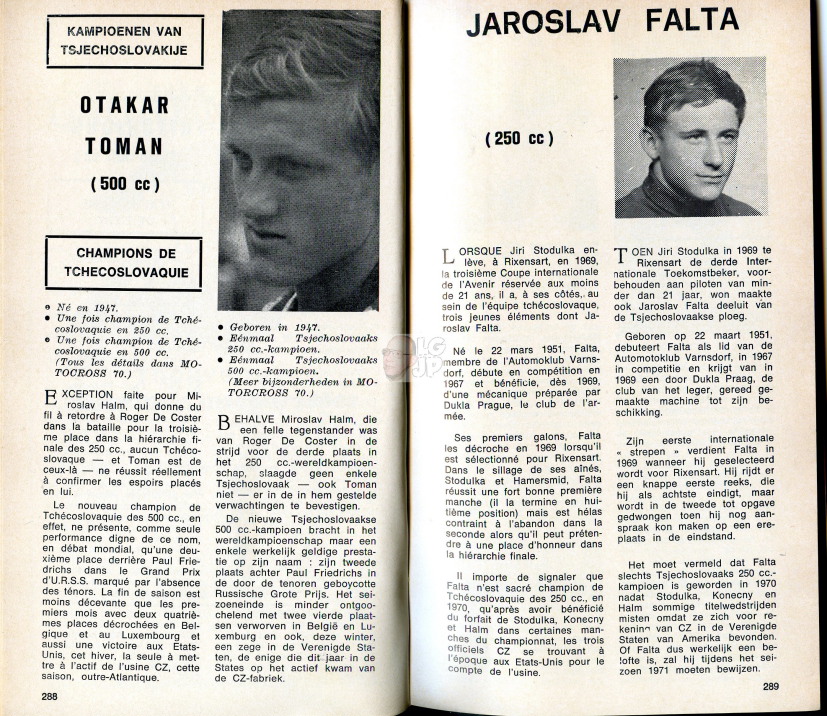 KAMPIOENEN VAN
TSJECHOSLOVAKIJE
OTAKAR
TOMAN
(500 cc)
CHAMPIONS DE
TCHECOSLOVAQUIE
Né en 1947.
Une fois champion de Tché-
coslovaquie en 250 cc.
Une fois champion de Tché-
coslovaquie en 500 cc.
(Tous les détails dans MO-
TOCROSS 70.)
EXCEPTION faite pour Mi-
roslav Halm, qui donne du
fil à retordre à Roger De Coster
dans la bataille pour la troisiè-
me place dans la hiérarchie fi-
nale des 250 cc., aucun Tchéco-
slovaque — et Toman est de
ceux-là — ne réussit réellement
à confirmer les espoirs placés
en lui.
Le nouveau champion de
Tchécoslovaquie des 500 cc., en
effet, ne présente, comme seule
performance digne de ce nom,
en débat mondial, qu'une deu-
xième place derrière Paul Frie-
drichs dans le Grand Prix
d'U.R.S.S. marqué par l'absence
des ténors. La fin de saison est
moins décevante que les pre-
miers mois avec deux quatriè-
mes places décrochées en Bel-
gique et au Luxembourg et
aussi une victoire aux Etats-
Unis, cet hiver, la seule à met-
tre à l'actif de l'usine CZ, cette
saison, outre-Atlantique.
288
Geboren in 1947.
Eénmaal Tsjechoslovaaks
250 cc.-kampioen.
Eénmaal Tsjechoslovaaks
500 cc.-kampioen.
(Meer bijzonderheden in MO-
TORCROSS 70.)
BEHALVE Miroslav Halm, die
een felle tegenstander was
van Roger De Coster in de
strijd voor de derde plaats in
het 250 cc.-wereldkampioen-
schap, slaagde geen enkele
Tsjechoslovaak — ook Toman
niet — er in de in hem gestelde
verwachtingen te bevestigen.
De nieuwe Tsjechoslovaakse
500 cc.-kampioen bracht in het
wereldkampioenschap maar een
enkele werkelijk geldige presta-
tie op zijn naam : zijn tweede
plaats achter Paul Friedrichs in
de door de tenoren geboycotte
Russische Grote Prijs. Het sei-
zoeneinde is minder ontgoo-
chelend met twee vierde plaat-
sen verworven in België en Lu-
xemburg en ook, deze winter,
een zege in de Verenigde Sta-
ten, de enige die dit jaar in de
States op het actief kwam van
de CZ-fabriek.
JAROSLAV FALTA
(250 cc)
LORSQUE Jiri Stodulka en-
lève, à Rixensart, en 1969,
la troisième Coupe internationale
de l'Avenir réservée aux moins
de 21 ans, il a, à ses côtés, au
sein de l'équipe tchécoslovaque,
trois jeunes éléments dont Ja-
roslav Falta.
Né le 22 mars 1951, Falta,
membre de l'Automoklub Varns-
dorf, débute en compétition en
1967 et bénéficie, dès 1969,
d'une mécanique préparée par
Dukla Prague, le club de l'ar-
mée.
Ses premiers galons, Falta
les décroche en 1969 lorsqu'il
est sélectionné pour Rixensart.
Dans le sillage de ses aînés,
Stodulka et Hamersmid, Falta
réussit une fort bonne première
manche (il la termine en hui-
tième position) mais est hélas
contraint à l'abandon dans la
seconde alors qu'il peut préten-
dre à une place d'honneur dans
la hiérarchie finale.
Il importe de signaler que
Falta n'est sacré champion de
Tchécoslovaquie des 250 cc., en
1970, qu'après avoir bénéficié
du forfait de Stodulka, Konecny
et Halm dans certaines man-
ches du championnat, les trois
officiels CZ se trouvant à
l'époque aux Etats-Unis pour le
compte de l'usine.
TOEN Jiri Stodulka in 1969 te
Rixensart de derde Inter-
nationale Toekomstbeker, voor-
behouden aan piloten van min-
der dan 21 jaar, won maakte
ook Jaroslav Falta deeluit van
de Tsjechoslovaakse ploeg.
Geboren op 22 maart 1951,
debuteert Falta als lid van de
Automotoklub Varnsdorf, in 1967
in competitie en krijgt van in
1969 een door Dukla Praag, de
club van het leger, gereed ge-
maakte machine tot zijn be-
schikking.
Zijn eerste internationale
« strepen » verdient Falta in
1969 wanneer hij geselecteerd
wordt voor Rixensart. Hij rijdt er
een knappe eerste reeks, die
hij als achtste eindigt, maar
wordt in de tweede tot opgave
gedwongen toen hij nog aan-
spraak kon maken op een ere-
plaats in de eindstand.
Het moet vermeld dat Falta
slechts Tsjechoslovaaks 250 cc.-
kampioen is geworden in 1970
nadat Stodulka, Konecny en
Halm sommige titelwedstrijden
misten omdat ze zich voor re-
kening van CZ in de Verenigde
Staten van Amerika bevonden.
Of Falta dus werkelijk een be-
lofte is, zal hij tijdens het sei-
zoen 1971 moeten bewijzen.
289
LG
JP